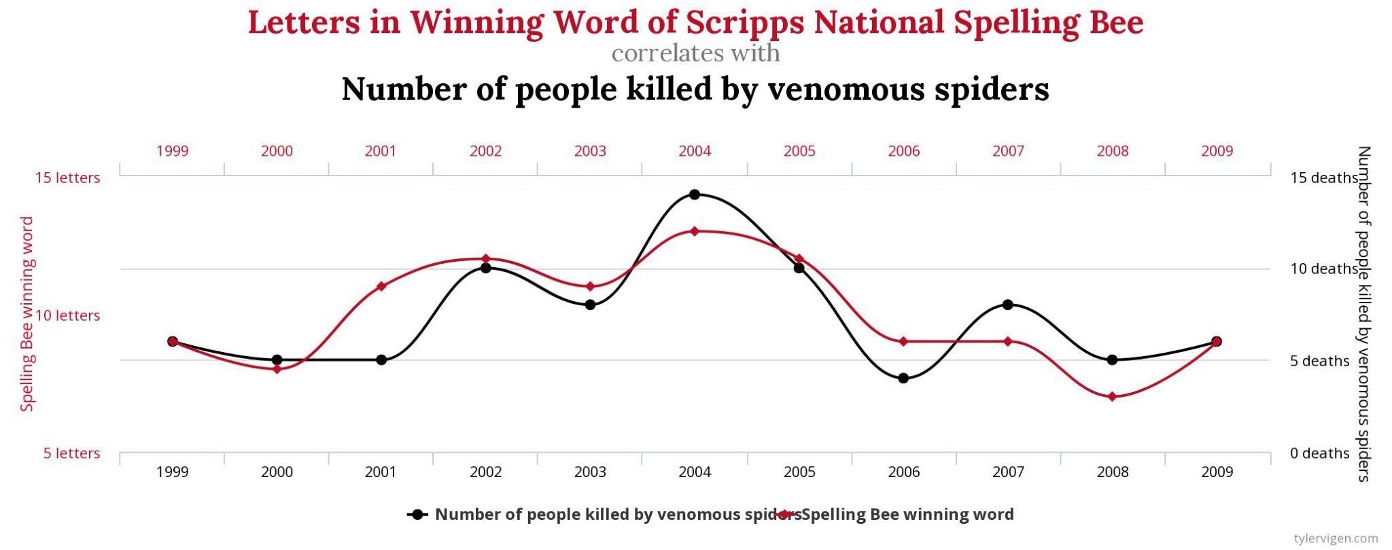 Letters in Winning Word of Scripps National Spelling Bee
correlates with
Number of people killed by venomous spiders
1999 2000 2001 2002 2003 2004 2005 2006 2007 2008 2009
15 letters
10 letters
5 letters
Spelling Bee winning word
15 deaths
10 deaths
5 deaths
0 deaths
Number of people killed by venomous spiders
1999 2000 2001 2002 2003 2004 2005 2006 2007 2008 2009
Number of people killed by venomous spiders Spelling Bee winning word
tylervigen.com